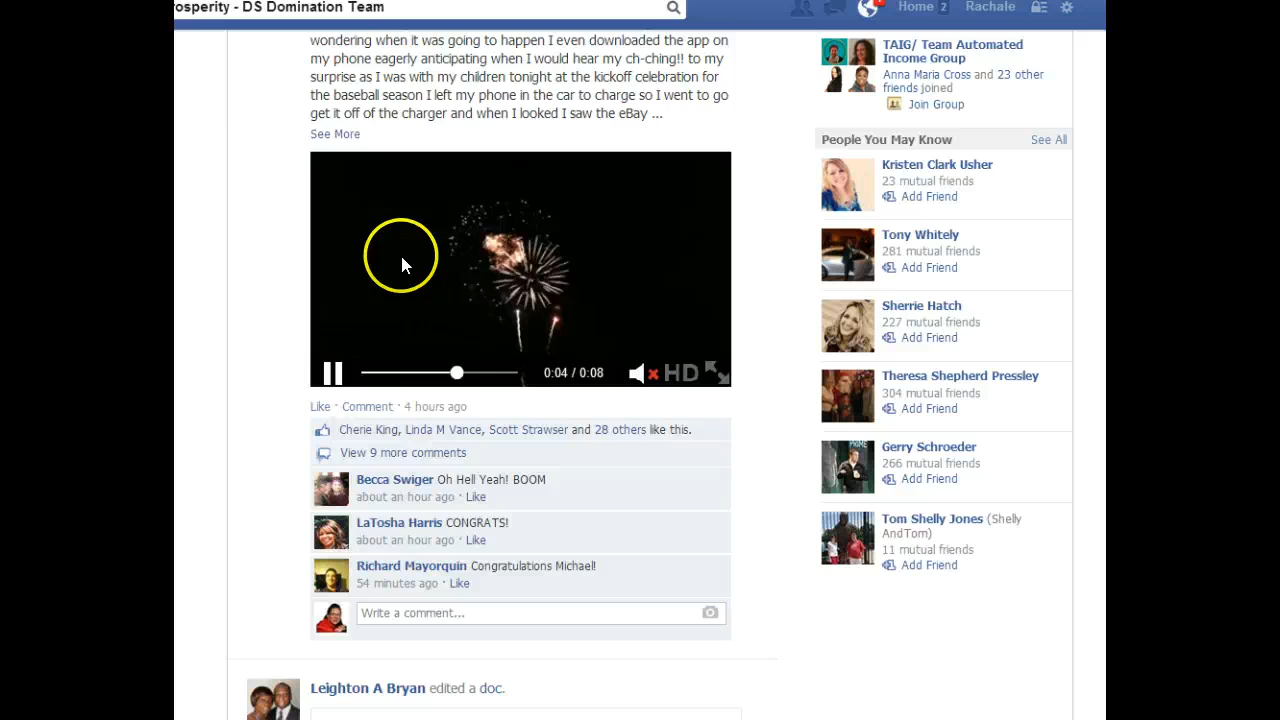 rosperity - DS Domination Team
Home 2
Rachale
wondering when it was going to happen I even downloaded the app on
my phone eagerly anticipating when I would hear my ch-ching!! to my
surprise as I was with my children tonight at the kickoff celebration for
the baseball season I left my phone in the car to charge so I went to go
get it off of the charger and when I looked I saw the eBay ...
See More
0:04 / 0:08
HD
Like · Comment · 4 hours ago
Cherie King, Linda M Vance, Scott Strawser and 28 others like this.
View 9 more comments
Becca Swiger Oh Hell Yeah! BOOM
about an hour ago · Like
LaTosha Harris CONGRATS!
about an hour ago · Like
Richard Mayorquin Congratulations Michael!
54 minutes ago · Like
Write a comment...
Leighton A Bryan edited a doc.
TAIG/ Team Automated
Income Group
Anna Maria Cross and 23 other
friends joined
Join Group
People You May Know
See All
Kristen Clark Usher
23 mutual friends
Add Friend
Tony Whitely
281 mutual friends
Add Friend
Sherrie Hatch
227 mutual friends
Add Friend
Theresa Shepherd Pressley
304 mutual friends
Add Friend
Gerry Schroeder
266 mutual friends
Add Friend
Tom Shelly Jones (Shelly
AndTom)
11 mutual friends
Add Friend